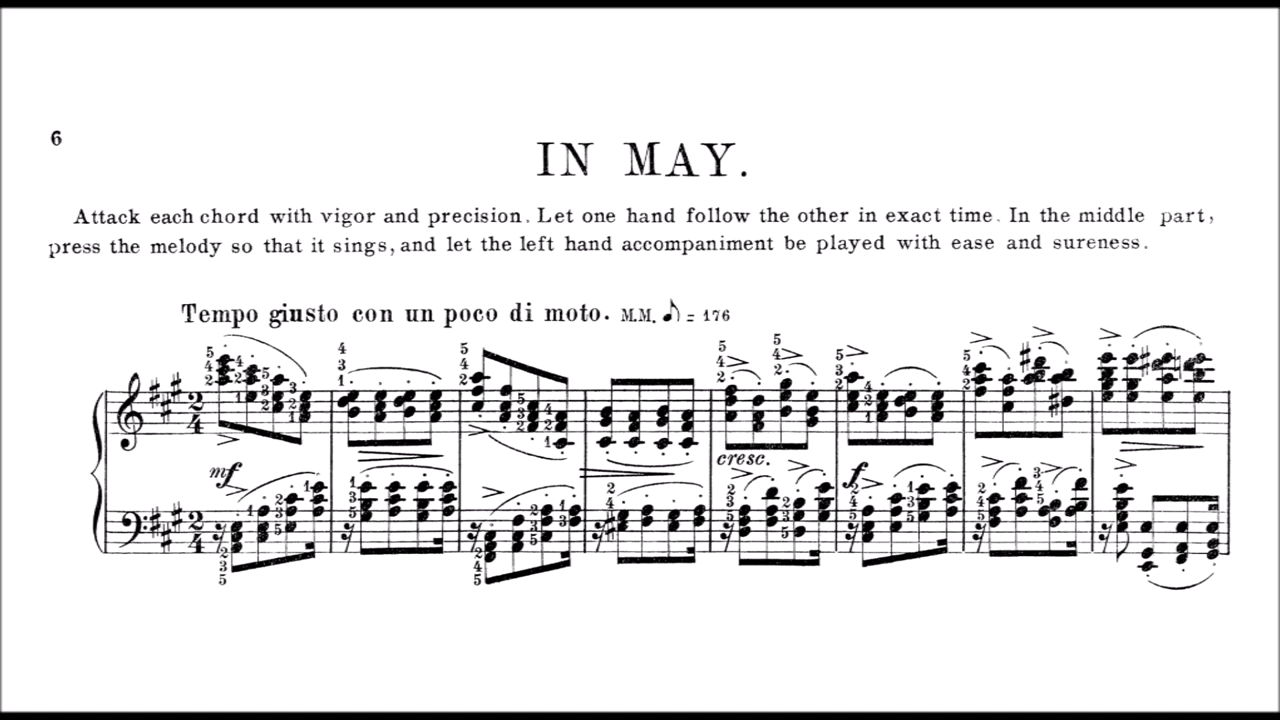 6
IN MAY.
Attack each chord with vigor and precision. Let one hand follow the other in exact time. In the middle part,
press the melody so that it sings, and let the left hand accompaniment be played with ease and sureness.
Tempo giusto con un poco di moto. M.M. ♪ = 176
mf
cresc.
f